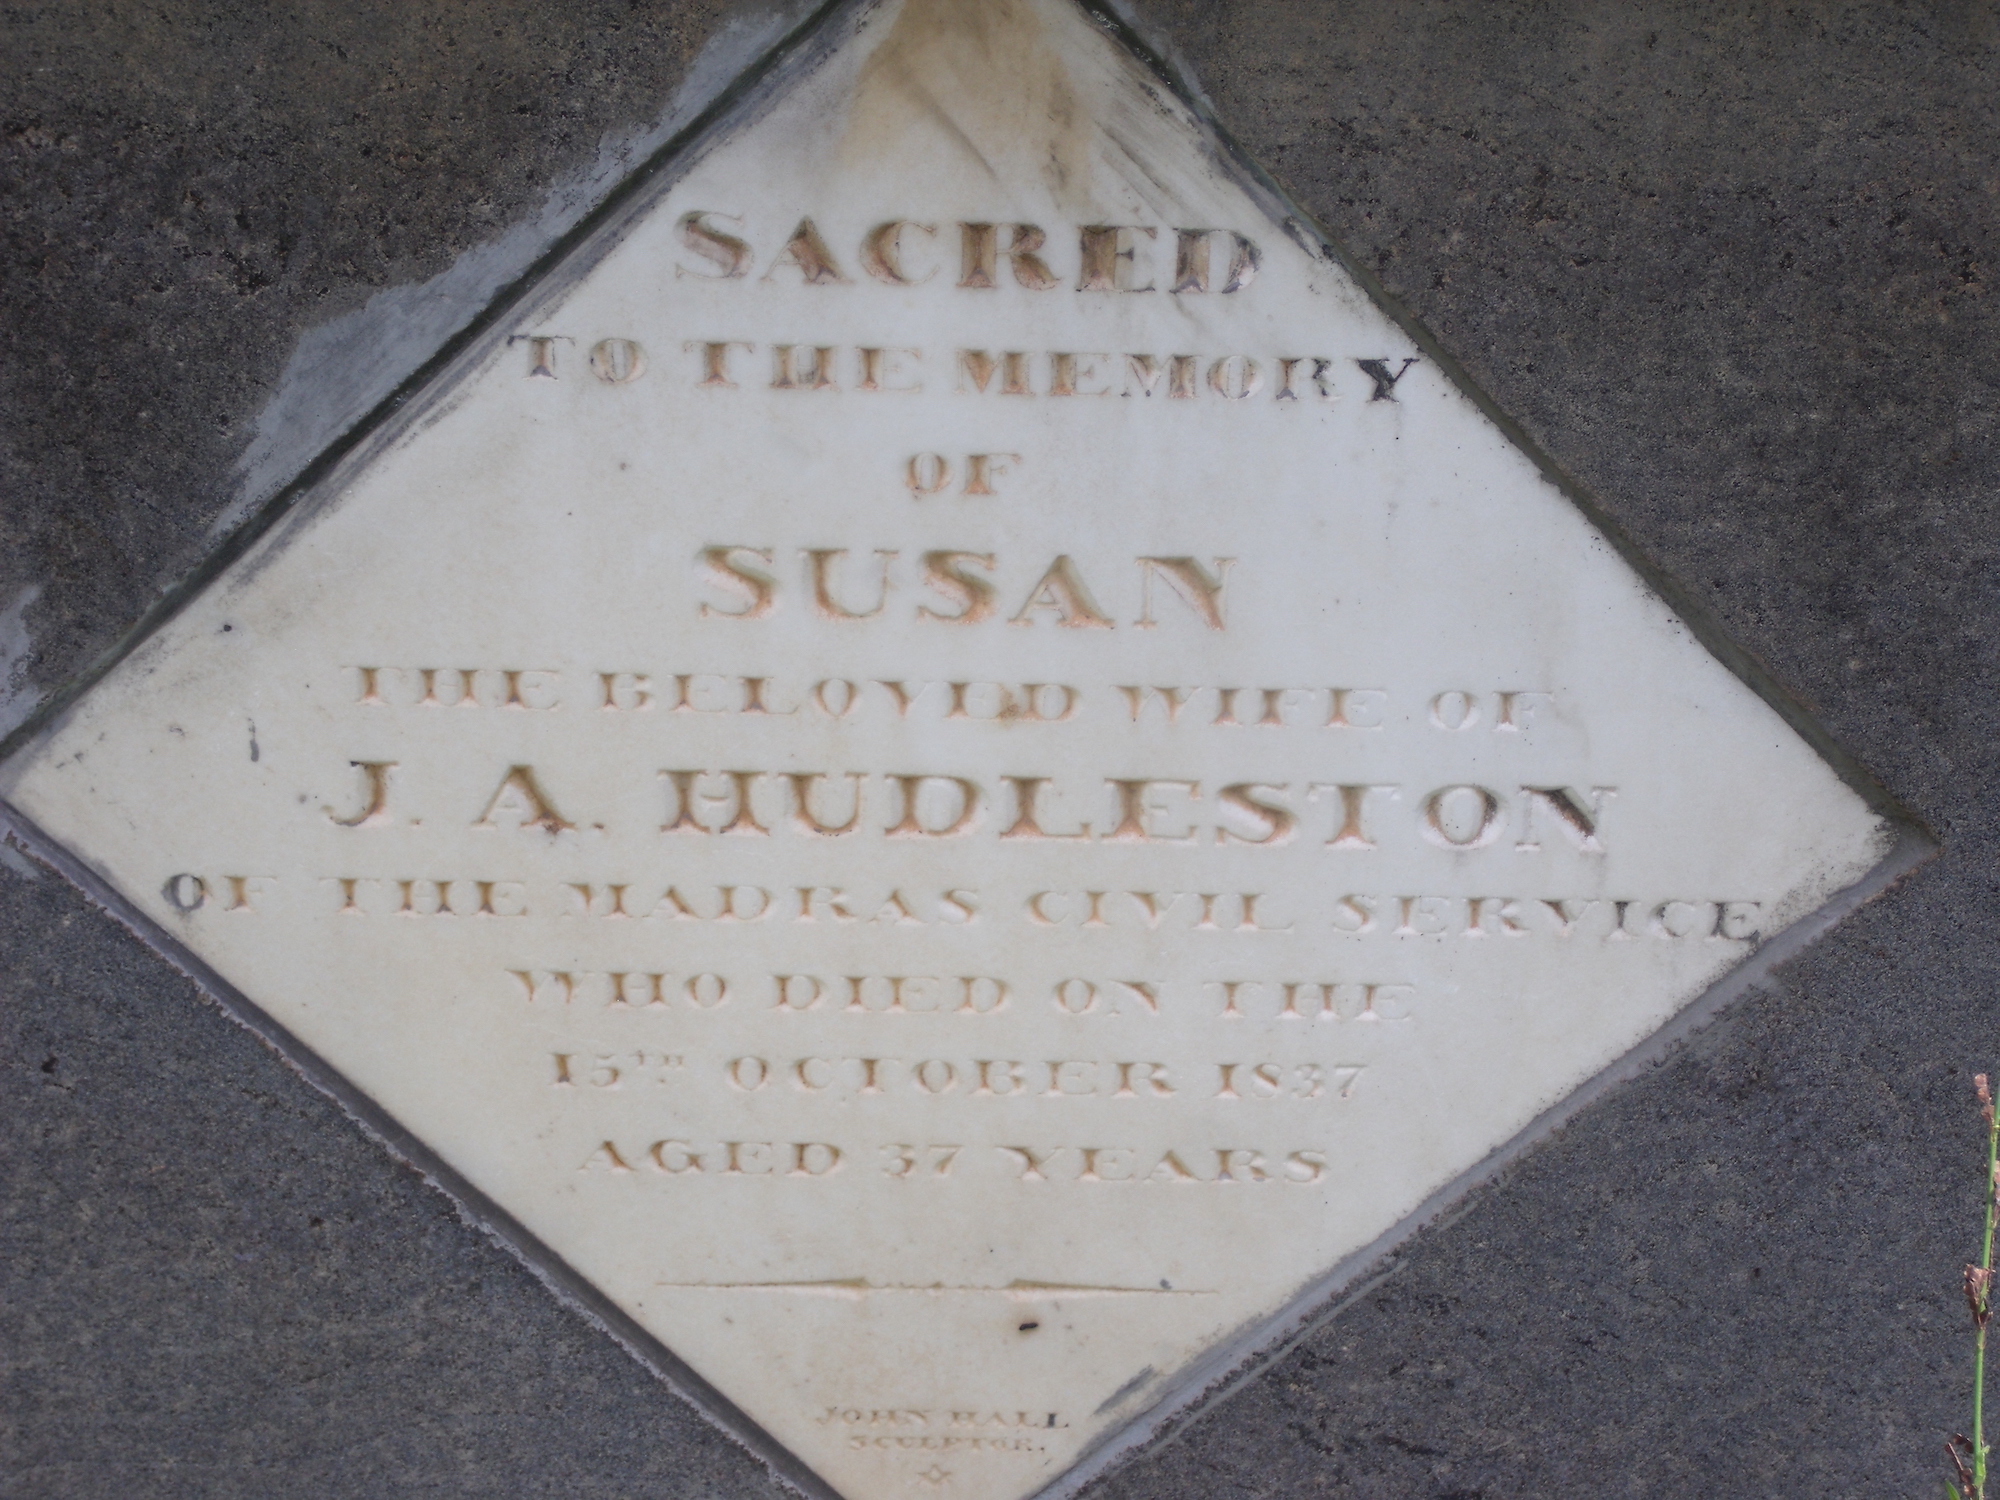 SACRED
TO THE MEMORY
OF
SUSAN
THE BELOVED WIFE OF
J. A. HUDLESTON
OF THE MADRAS CIVIL SERVICE
WHO DIED ON THE
15TH OCTOBER 1837
AGED 37 YEARS
JOHN HALL
SCULPTOR.